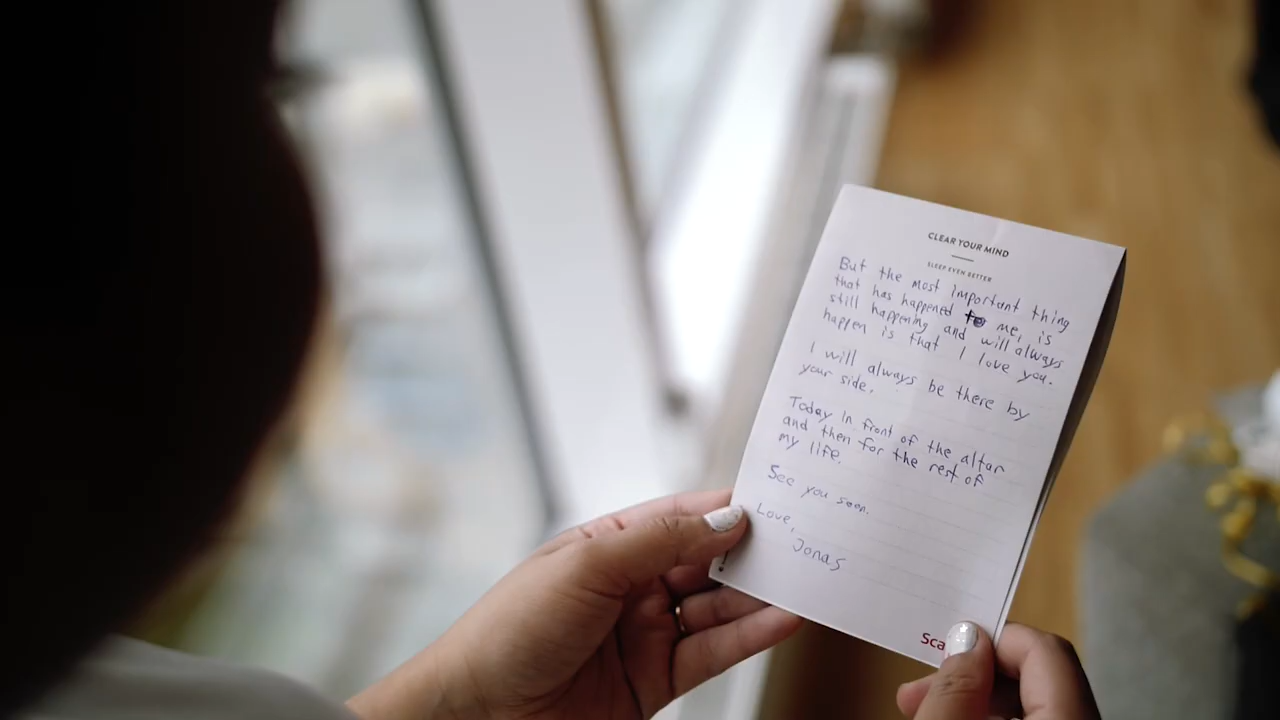 CLEAR YOUR MIND
SLEEP EVEN BETTER
But the most important thing
that has happened to me, is
still happening and will always
happen is that I love you.
I will always be there by
your side.
Today in front of the altar
and then for the rest of
my life.
See you soon.
Love,
Jonas
Sca